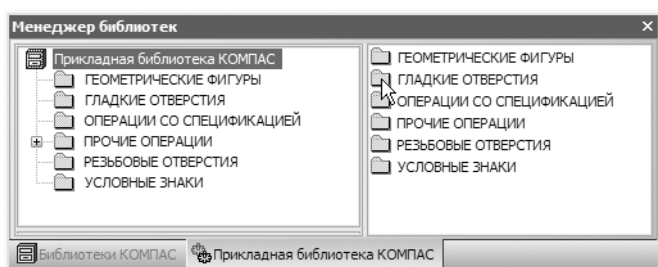 Менеджер библиотек
Прикладная библиотека КОМПАС
ГЕОМЕТРИЧЕСКИЕ ФИГУРЫ
ГЛАДКИЕ ОТВЕРСТИЯ
ОПЕРАЦИИ СО СПЕЦИФИКАЦИЕЙ
ПРОЧИЕ ОПЕРАЦИИ
РЕЗЬБОВЫЕ ОТВЕРСТИЯ
УСЛОВНЫЕ ЗНАКИ
ГЕОМЕТРИЧЕСКИЕ ФИГУРЫ
ГЛАДКИЕ ОТВЕРСТИЯ
ОПЕРАЦИИ СО СПЕЦИФИКАЦИЕЙ
ПРОЧИЕ ОПЕРАЦИИ
РЕЗЬБОВЫЕ ОТВЕРСТИЯ
УСЛОВНЫЕ ЗНАКИ
Библиотеки КОМПАС
Прикладная библиотека КОМПАС